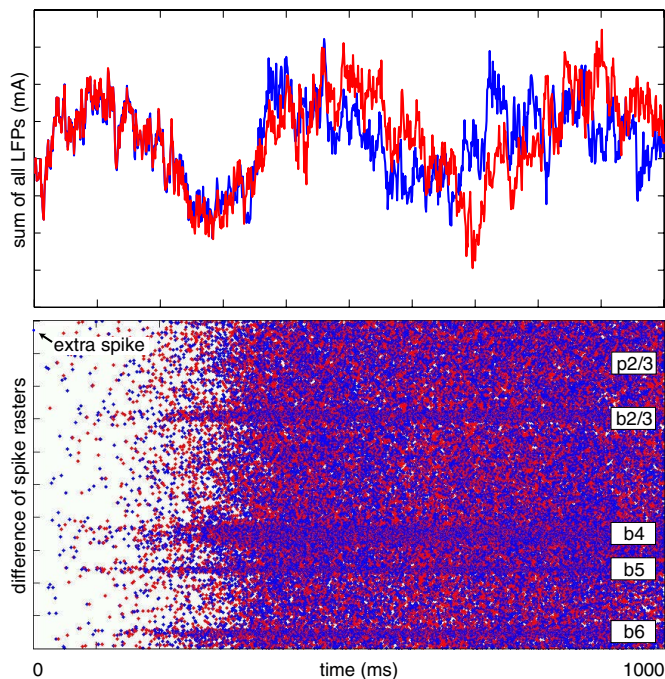 sum of all LFPs (mA)
extra spike
difference of spike rasters
p2/3
b2/3
b4
b5
b6
0
time (ms)
1000